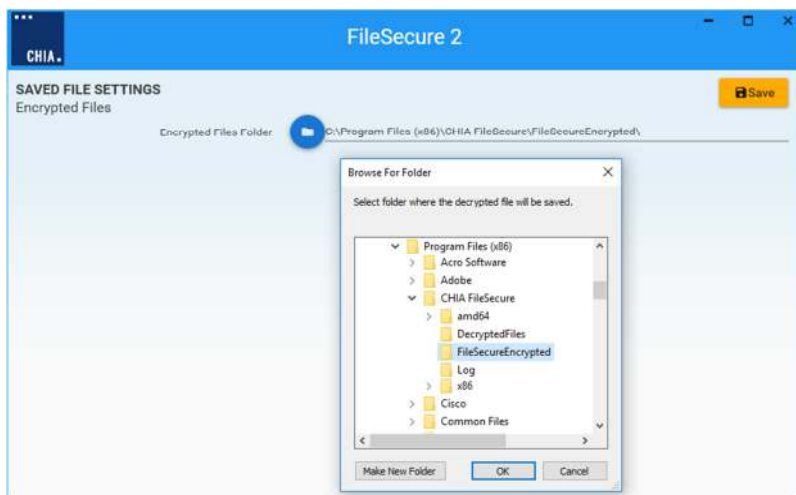 CHIA.
FileSecure 2
SAVED FILE SETTINGS
Save
Encrypted Files
Encrypted Files Folder
C:\Program Files (x86)\CHIA FileSecure\FileSecureEncrypted\
Browse For Folder
Select folder where the decrypted file will be saved.
Program Files (x86)
Acro Software
Adobe
CHIA FileSecure
amd64
DecryptedFiles
FileSecureEncrypted
Log
x86
Cisco
Common Files
Make New Folder
OK
Cancel